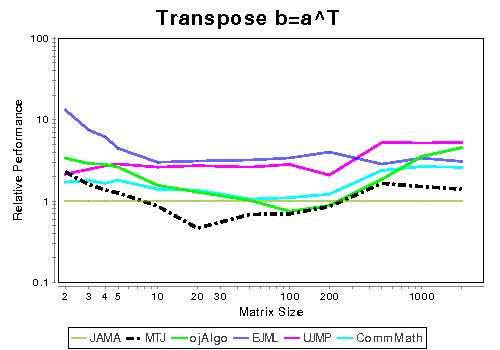 Transpose b=a^T
100
10
1
0.1
Relative Performance
2 3 4 5 10 20 30 50 100 200 1000
Matrix Size
JAMA MTJ ojAlgo EJML UJMP CommMath